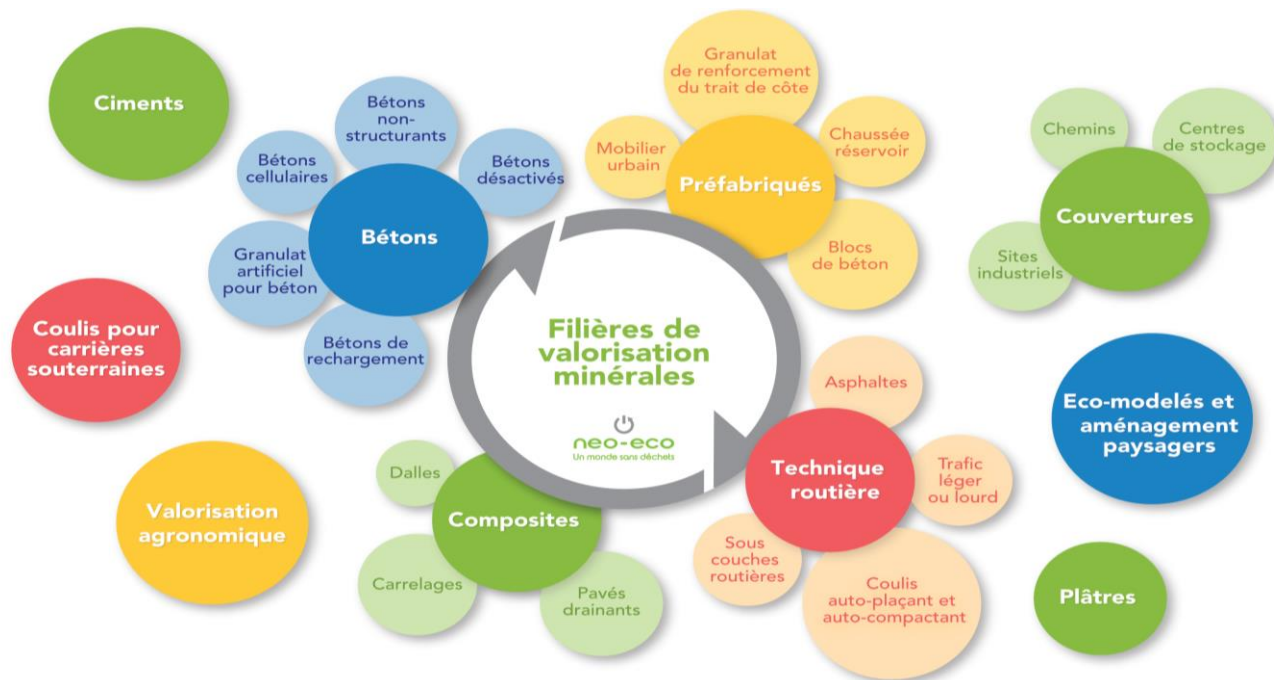 Ciments
Bétons
non-
structurants
Bétons
cellulaires
Bétons
désactivés
Bétons
Granulat
artificiel
pour béton
Bétons de
rechargement
Granulat
de renforcement
du trait de côte
Mobilier
urbain
Chaussée
réservoir
Préfabriqués
Blocs
de béton
Chemins
Centres
de stockage
Couvertures
Sites
industriels
Coulis pour
carrières
souterraines
Filières de
valorisation
minérales
neo-eco
Un monde sans déchets
Asphaltes
Technique
routière
Trafic
léger
ou lourd
Sous
couches
routières
Coulis
auto-plaçant et
auto-compactant
Eco-modelés et
aménagement
paysagers
Valorisation
agronomique
Dalles
Composites
Carrelages
Pavés
drainants
Plâtres